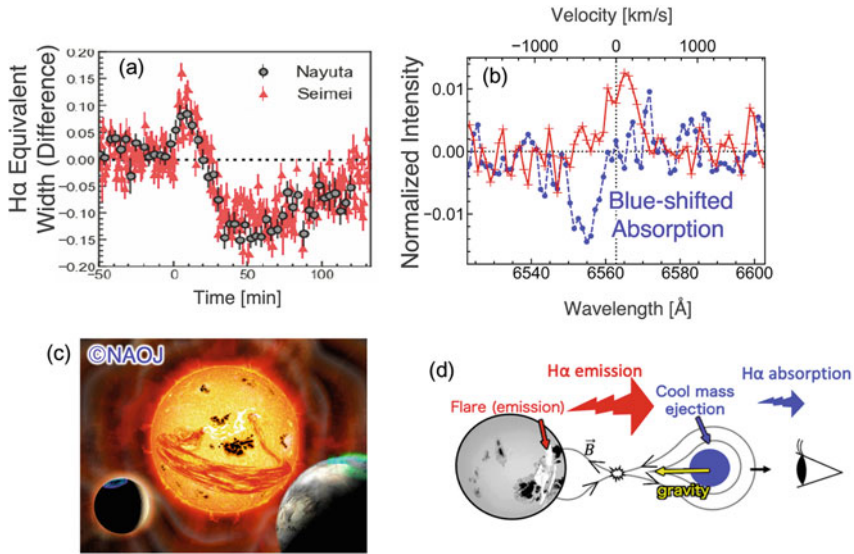 (a)
Nayuta
Seimei
Hα Equivalent
Width (Difference)
0.20
0.15
0.10
0.05
0.00
-0.05
-0.10
-0.15
-0.20
-50
0
50
100
Time [min]
Velocity [km/s]
-1000
0
1000
(b)
Normalized Intensity
0.01
0.00
-0.01
Blue-shifted
Absorption
6540
6560
6580
6600
Wavelength [Å]
(c)
©NAOJ
(d)
Hα emission
Hα absorption
Flare (emission)
Cool mass
ejection
B
gravity